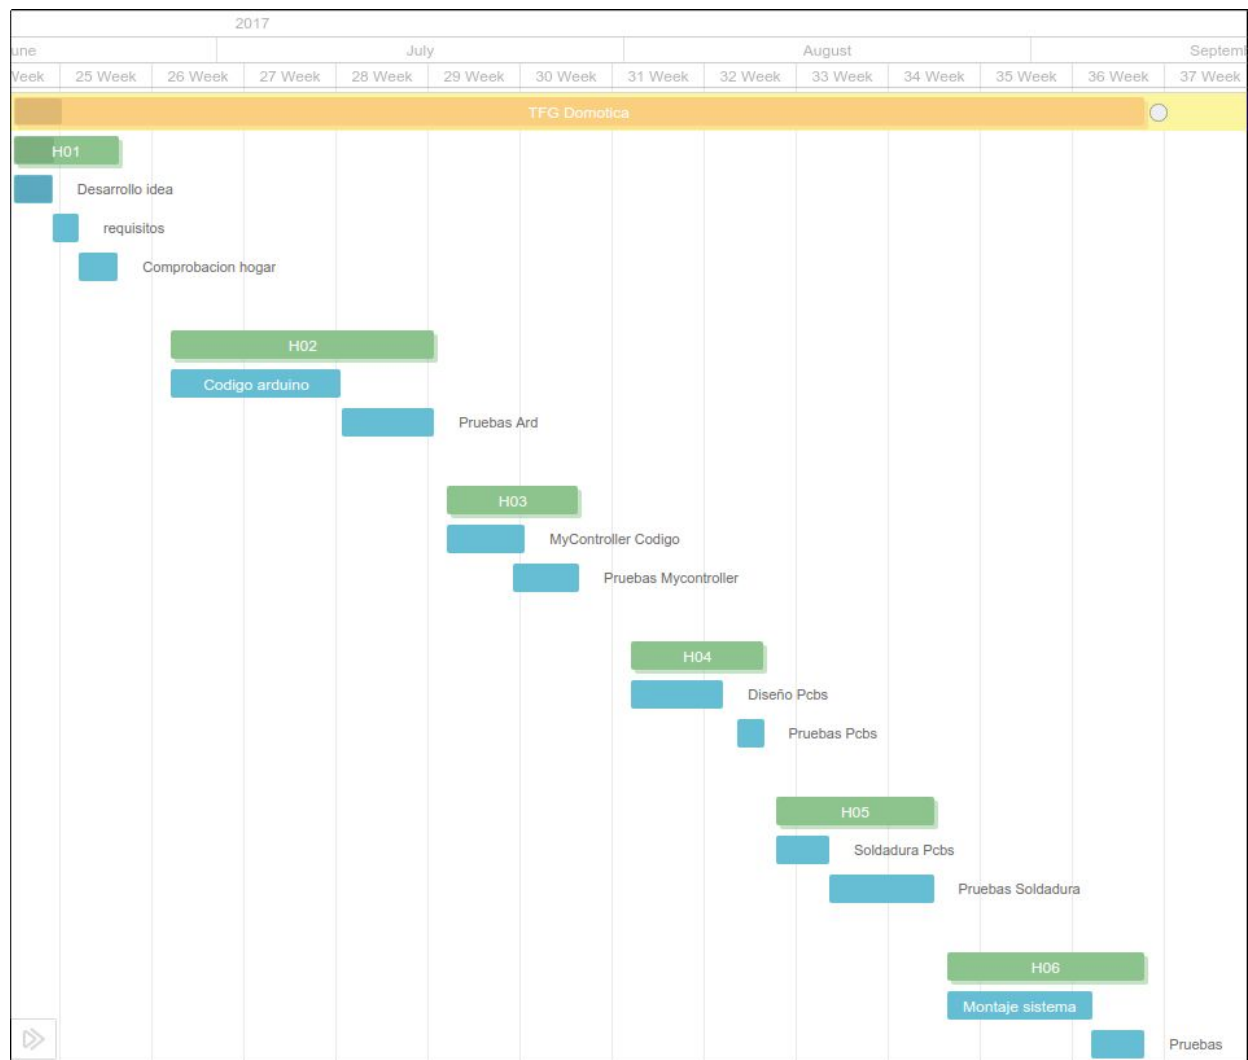 2017
une
July
August
Septemb
Week 25 Week 26 Week 27 Week 28 Week 29 Week 30 Week 31 Week 32 Week 33 Week 34 Week 35 Week 36 Week 37 Week
TFG Domotica
H01
Desarrollo idea
requisitos
Comprobacion hogar
H02
Codigo arduino
Pruebas Ard
H03
MyController Codigo
Pruebas Mycontroller
H04
Diseño Pcbs
Pruebas Pcbs
H05
Soldadura Pcbs
Pruebas Soldadura
H06
Montaje sistema
Pruebas